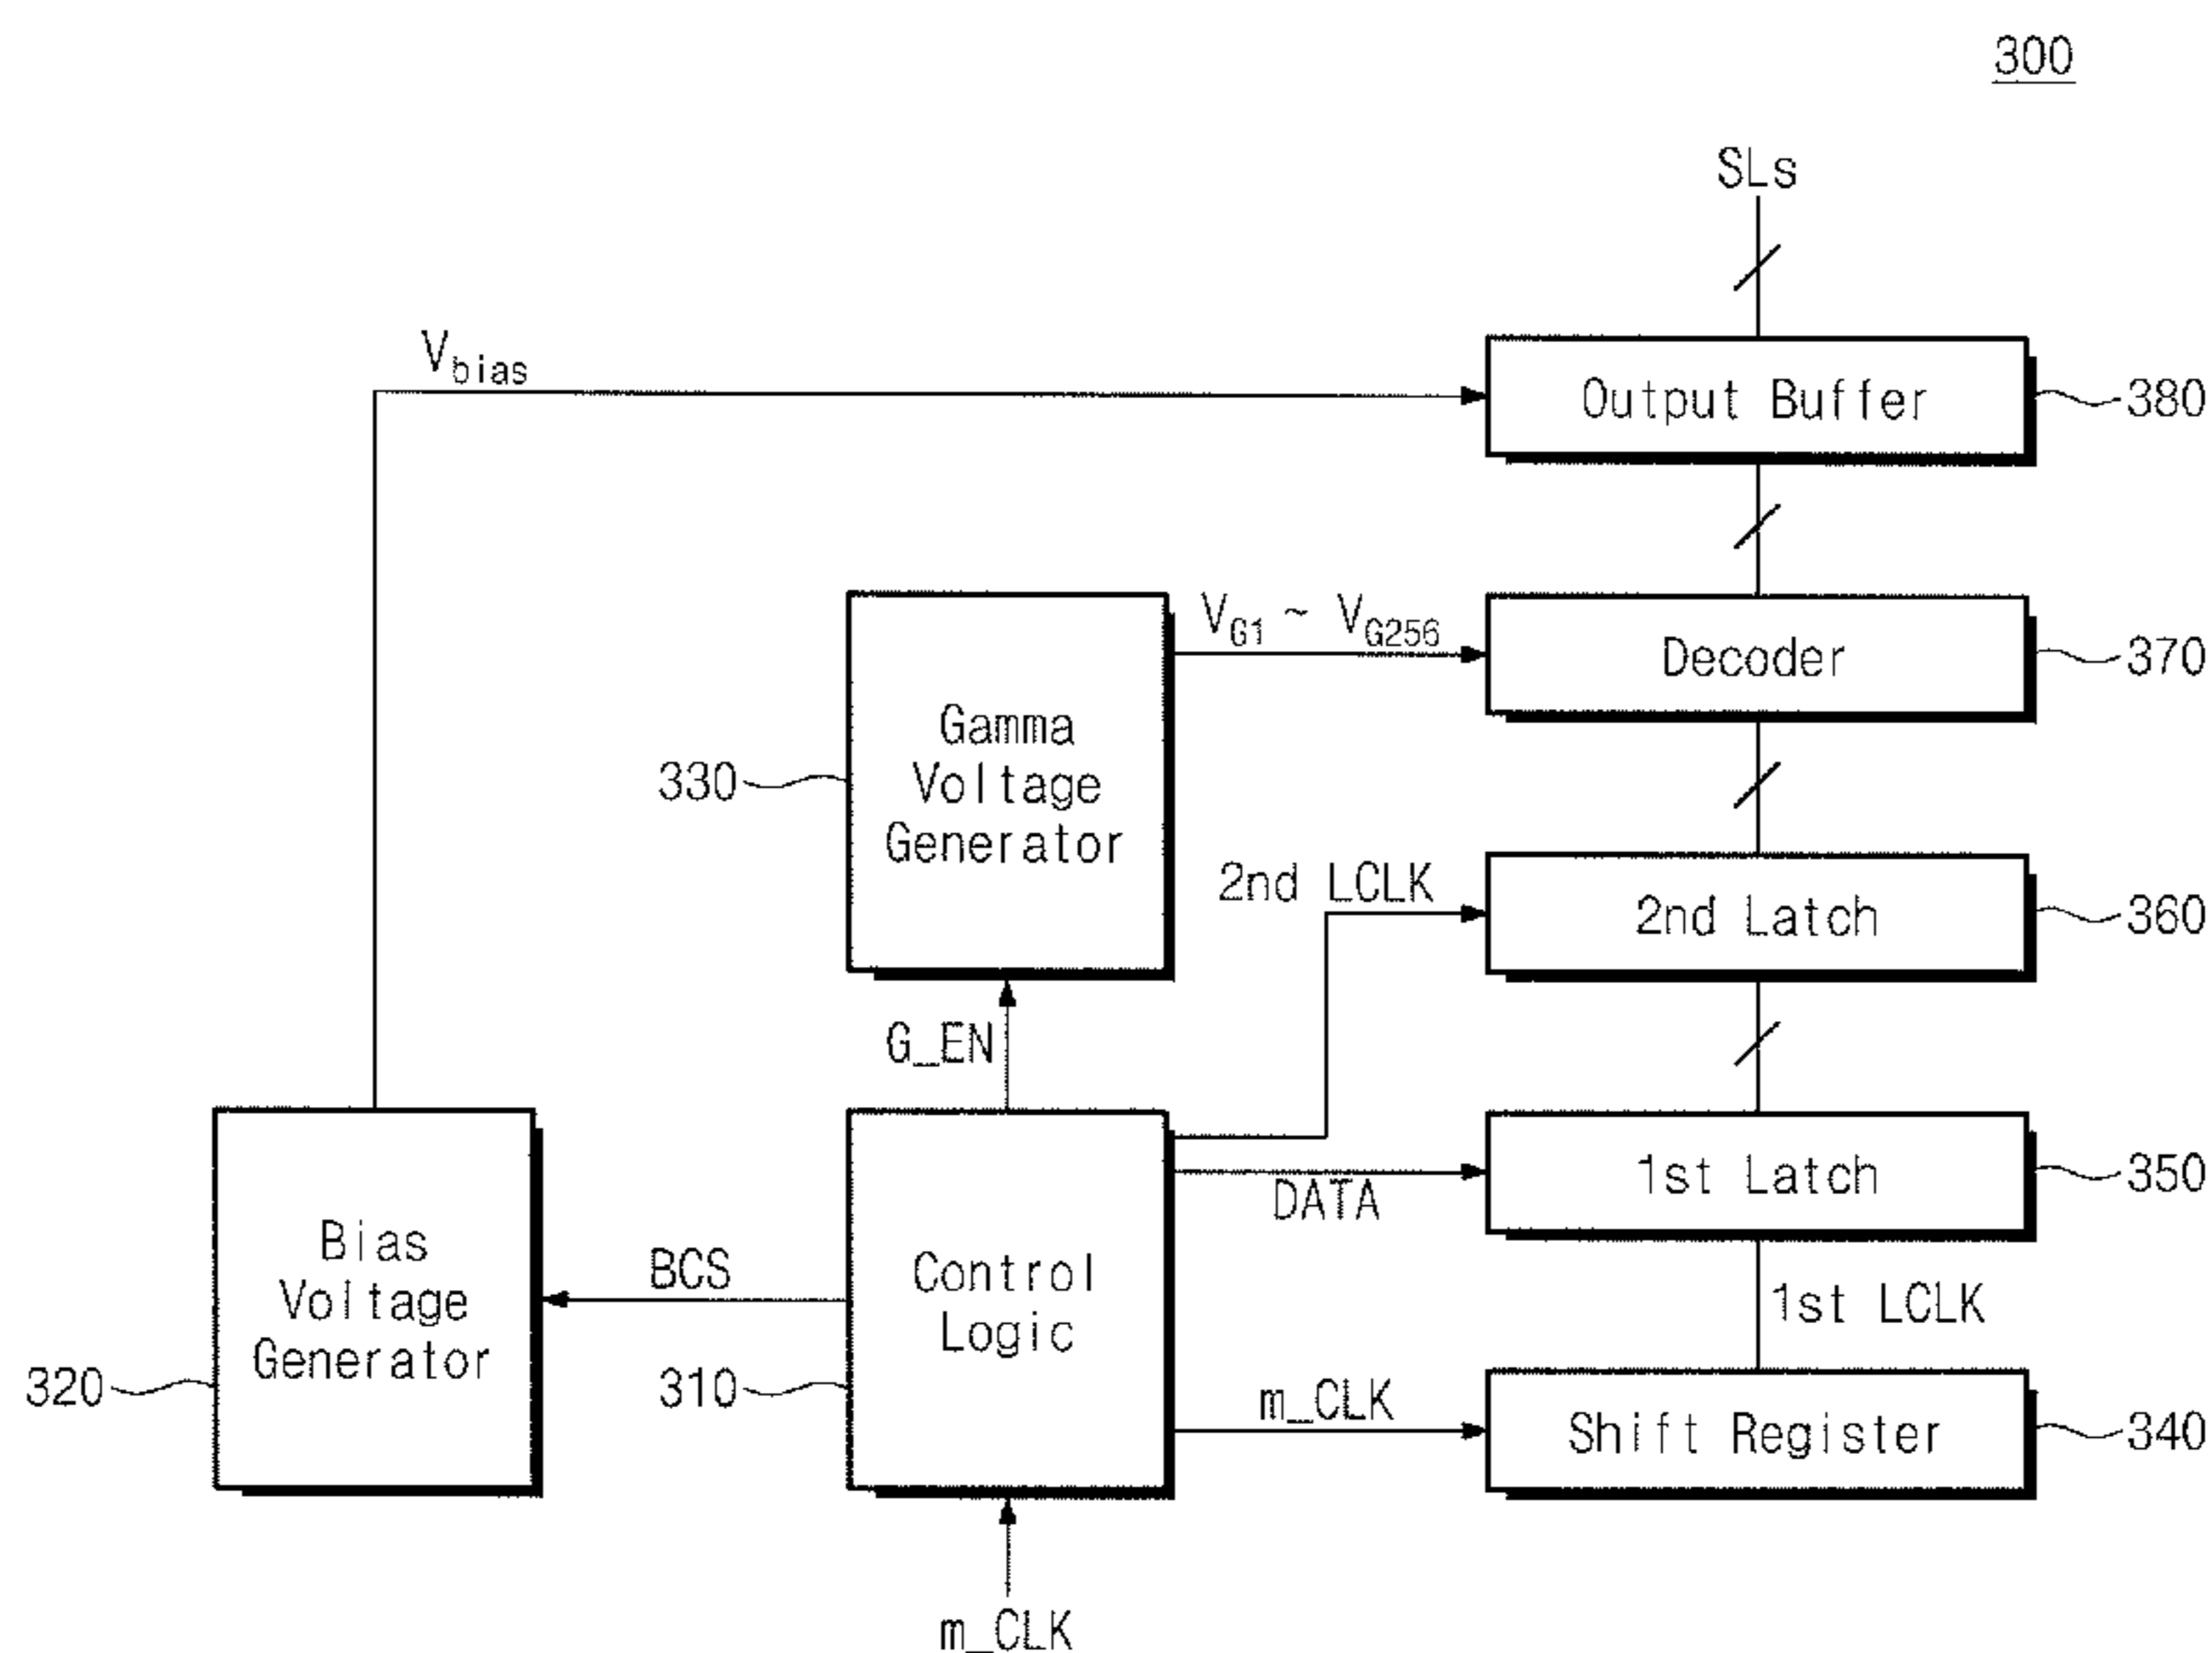 300
SLs
Vbias
Output Buffer
380
VG1 ~ VG256
Decoder
370
Gamma
Voltage
Generator
330
2nd LCLK
2nd Latch
360
G_EN
DATA
1st Latch
350
Bias
Voltage
Generator
320
BCS
Control
Logic
310
1st LCLK
m_CLK
Shift Register
340
m_CLK